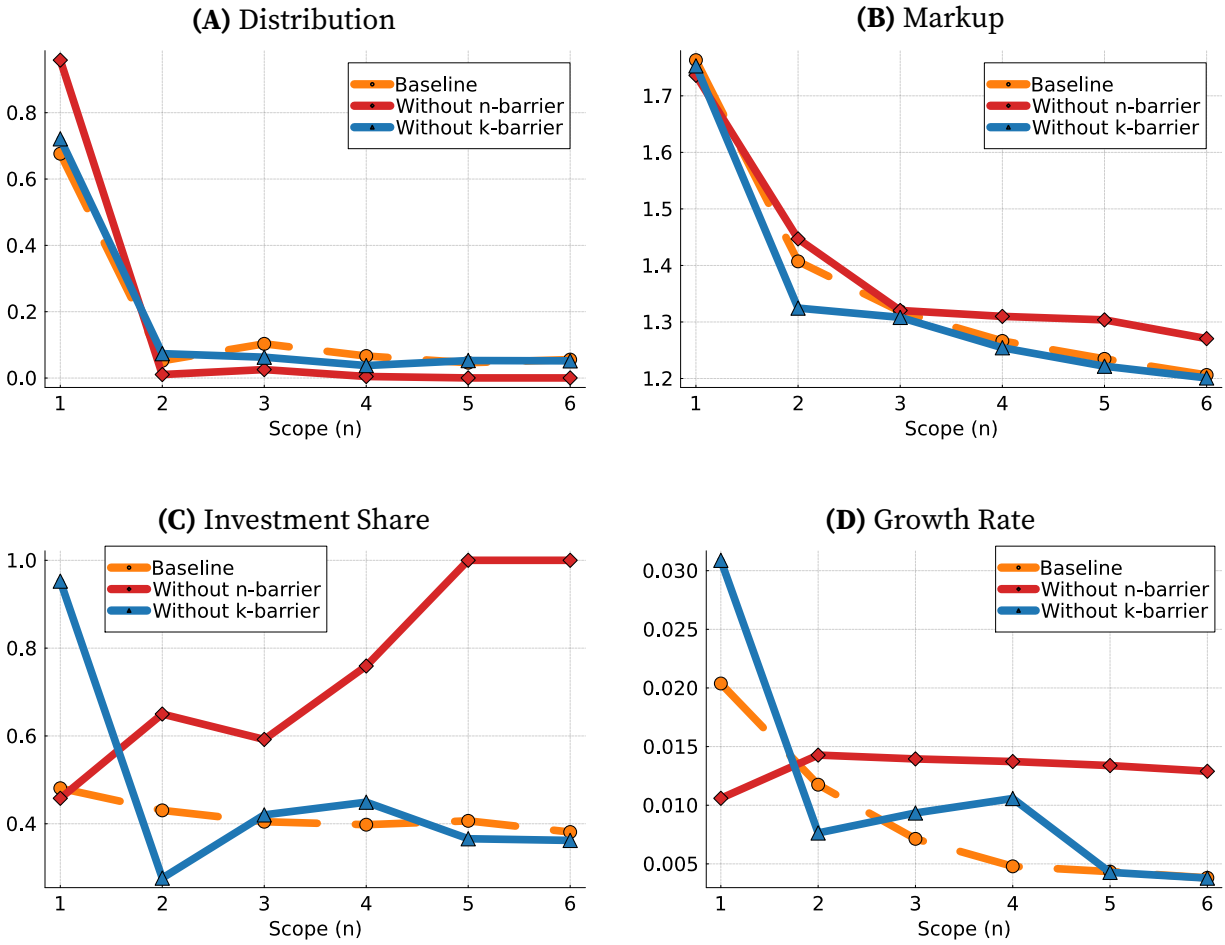 (A) Distribution
Baseline
Without n-barrier
Without k-barrier
0.8
0.6
0.4
0.2
0.0
1 2 3 4 5 6
Scope (n)
(B) Markup
Baseline
Without n-barrier
Without k-barrier
1.7
1.6
1.5
1.4
1.3
1.2
1 2 3 4 5 6
Scope (n)
(C) Investment Share
Baseline
Without n-barrier
Without k-barrier
1.0
0.8
0.6
0.4
1 2 3 4 5 6
Scope (n)
(D) Growth Rate
Baseline
Without n-barrier
Without k-barrier
0.030
0.025
0.020
0.015
0.010
0.005
1 2 3 4 5 6
Scope (n)